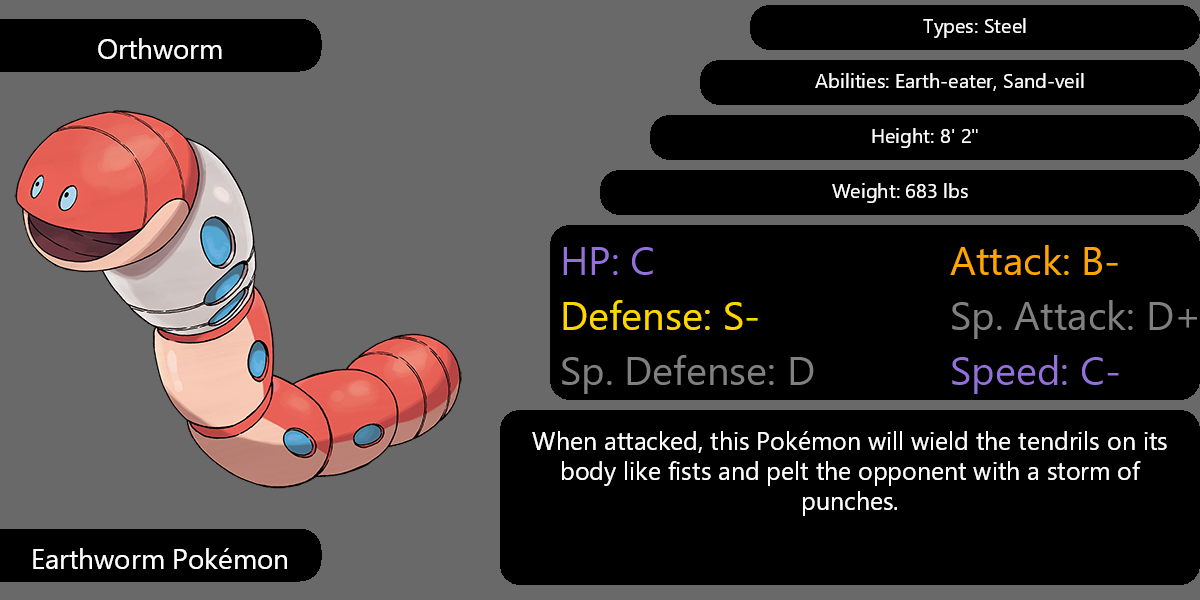 Orthworm
Types: Steel
Abilities: Earth-eater, Sand-veil
Height: 8' 2"
Weight: 683 lbs
HP: C
Attack: B-
Defense: S-
Sp. Attack: D+
Sp. Defense: D
Speed: C-
When attacked, this Pokémon will wield the tendrils on its
body like fists and pelt the opponent with a storm of
punches.
Earthworm Pokémon